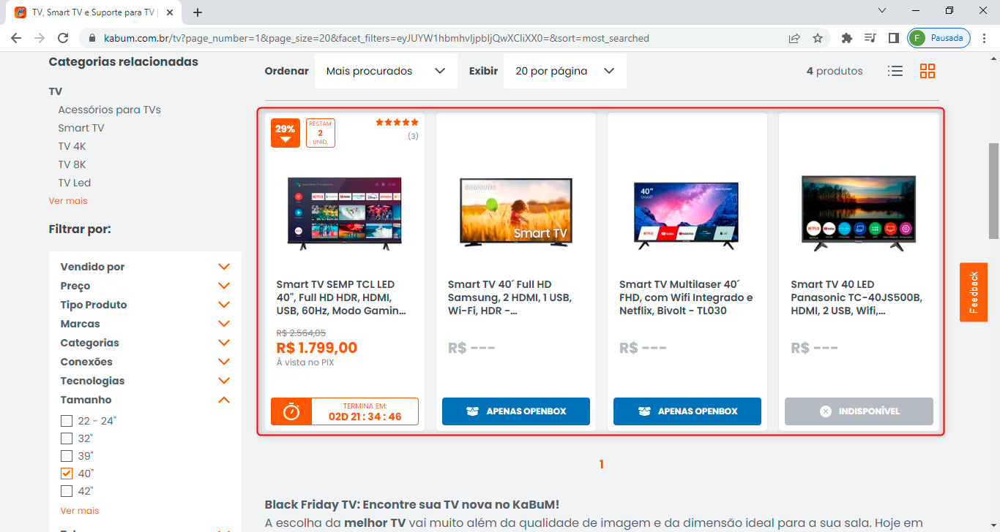 TV, Smart TV e Suporte para TV |
kabum.com.br/tv?page_number=1&page_size=20&facet_filters=eyJUYW1hbmhvIjpbIjQwXCIiXX0=&sort=most_searched
F Pausada
Categorias relacionadas
TV
Acessórios para TVs
Smart TV
TV 4K
TV 8K
TV Led
Ver mais
Filtrar por:
Vendido por
Preço
Tipo Produto
Marcas
Categorias
Conexões
Tecnologias
Tamanho
22 - 24"
32"
39"
40"
42"
Ver mais
Ordenar Mais procurados Exibir 20 por página 4 produtos
29%
RESTAM
2
UNID.
(3)
Smart TV SEMP TCL LED
40", Full HD HDR, HDMI,
USB, 60Hz, Modo Gamin...
R$ 2.564,05
R$ 1.799,00
À vista no PIX
TERMINA EM:
02D 21 : 34 : 46
SAMSUNG
Smart TV
Smart TV 40´ Full HD
Samsung, 2 HDMI, 1 USB,
Wi-Fi, HDR -...
R$ ---
APENAS OPENBOX
40"
SMART
Smart TV Multilaser 40´
FHD, com Wifi Integrado e
Netflix, Bivolt - TL030
R$ ---
APENAS OPENBOX
Smart TV 40 LED
Panasonic TC-40JS500B,
HDMI, 2 USB, Wifi,...
R$ ---
INDISPONÍVEL
1
Feedback
Black Friday TV: Encontre sua TV nova no KaBuM!
A escolha da melhor TV vai muito além da qualidade de imagem e da dimensão ideal para a sua sala. Hoje em